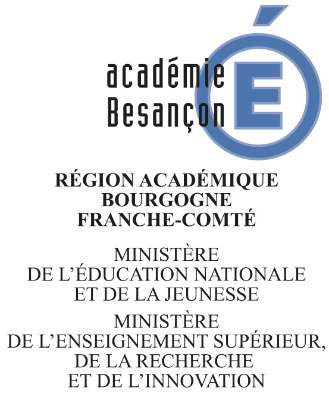 académie
Besançon
É
RÉGION ACADÉMIQUE
BOURGOGNE
FRANCHE-COMTÉ
MINISTÈRE
DE L’ÉDUCATION NATIONALE
ET DE LA JEUNESSE
MINISTÈRE
DE L’ENSEIGNEMENT SUPÉRIEUR,
DE LA RECHERCHE
ET DE L’INNOVATION